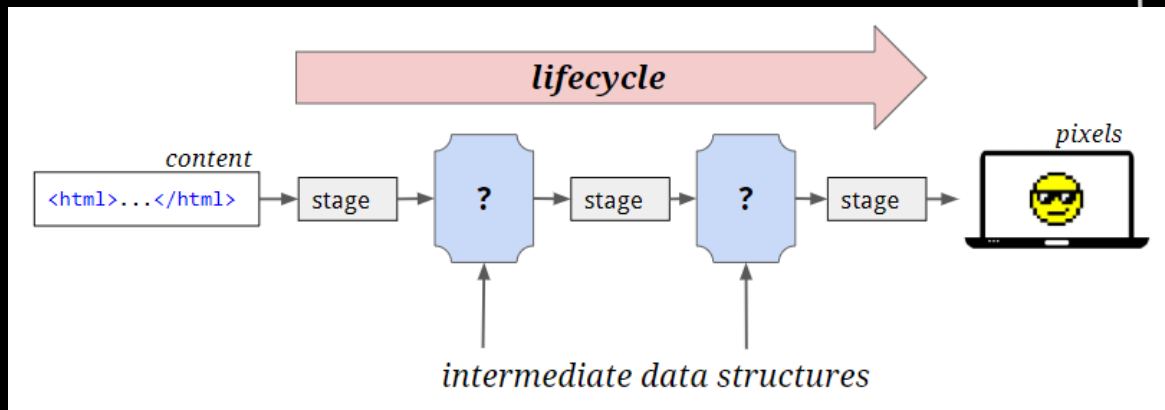 lifecycle
content
pixels
<html>...</html>
stage
?
stage
?
stage
intermediate data structures